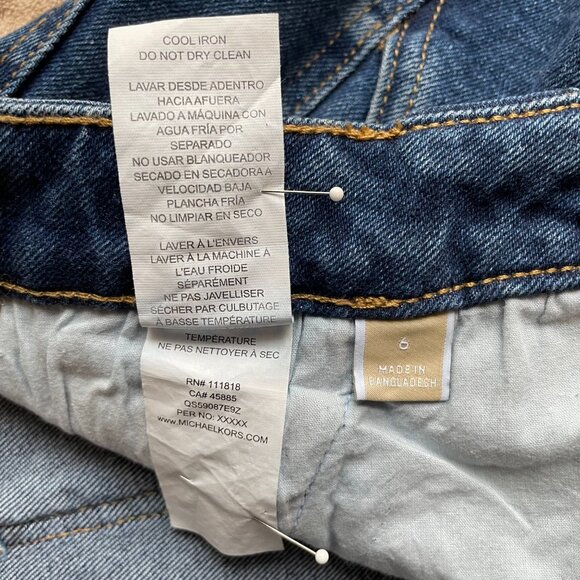 COOL IRON
DO NOT DRY CLEAN
LAVAR DESDE ADENTRO
HACIA AFUERA
LAVADO A MÁQUINA CON
AGUA FRÍA POR
SEPARADO
NO USAR BLANQUEADOR
SECADO EN SECADORA A
VELOCIDAD BAJA
PLANCHA FRÍA
NO LIMPIAR EN SECO
LAVER À L'ENVERS
LAVER À LA MACHINE À
L'EAU FROIDE
SÉPARÉMENT
NE PAS JAVELLISER
SÉCHER PAR CULBUTAGE
À BASSE TEMPÉRATURE
TEMPÉRATURE
NE PAS NETTOYER À SEC
RN# 111818
CA# 45885
QS59087E9Z
PER NO: XXXXX
WWW.MICHAELKORS.COM
6
MADE IN
BANGLADESH